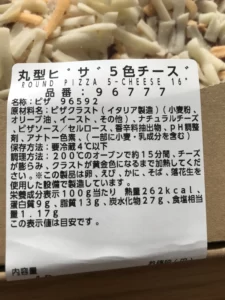 丸型ピザ5色チーズ
ROUND PIZZA 5-CHEESE 16"
品番：96777
名称：ピザ 96592
原材料名：ピザクラスト（イタリア製造）（小麦粉、
オリーブ油、イースト、その他）、ナチュラルチーズ
、ピザソース／セルロース、香辛料抽出物、pH調整
剤、アナトー色素、（一部に小麦・乳成分を含む）
保存方法：要冷蔵4℃以下
調理方法：200℃のオーブンで約15分間、チーズ
が膨らみ、クラストが黄金色になるまで加熱してくださ
い。※この製品は卵、えび、かに、そば、落花生を
使用した設備で製造しています。
栄養成分表示100g当たり 熱量262kcal、
蛋白質9g、脂質13g、炭水化物27g、食塩相当
量1.17g
この表示値は目安です。